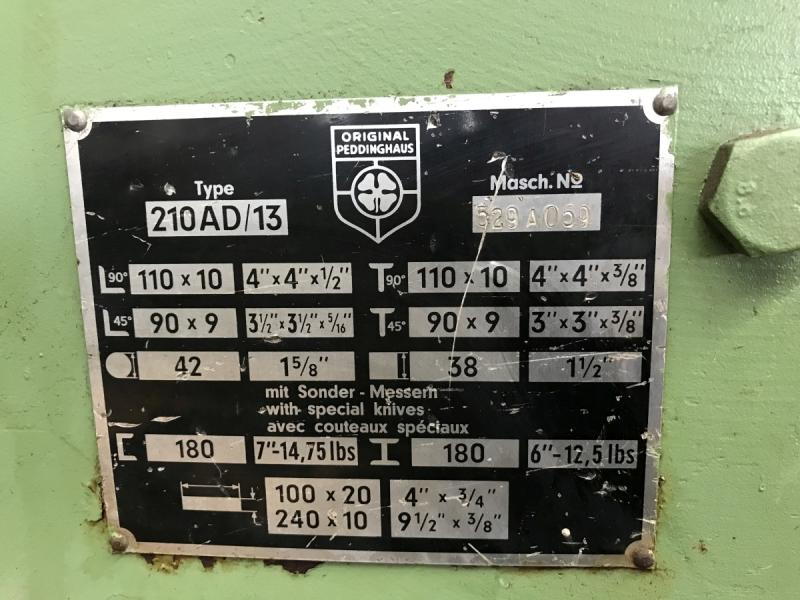 ORIGINAL
PEDDINGHAUS
Type Masch. No
210AD/13 529 A 059
90° 110 x 10 4" x 4" x 1/2" 90° 110 x 10 4" x 4" x 3/8"
45° 90 x 9 3 1/2" x 3 1/2" x 5/16" 45° 90 x 9 3" x 3" x 3/8"
42 1 5/8" 38 1 1/2"
mit Sonder - Messern
with special knives
avec couteaux spéciaux
180 7"-14,75 lbs 180 6"-12,5 lbs
100 x 20 4" x 3/4"
240 x 10 9 1/2" x 3/8"